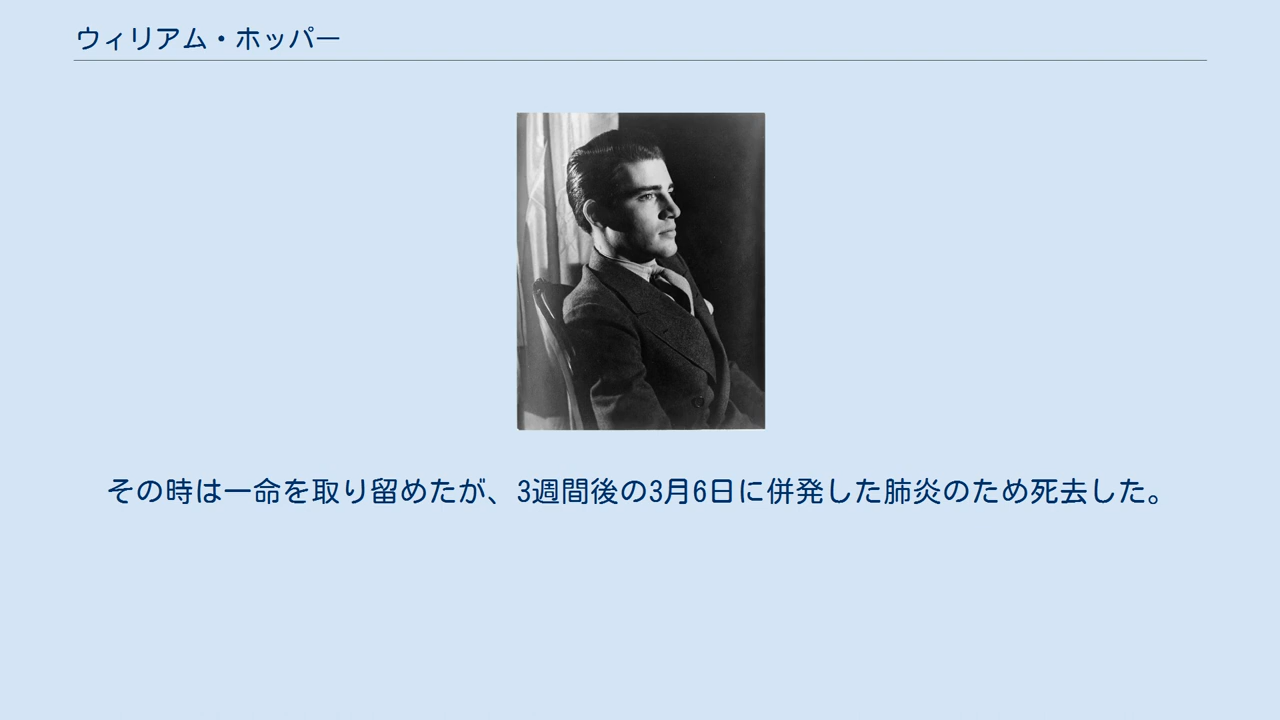 ウィリアム・ホッパー
その時は一命を取り留めたが、3週間後の3月6日に併発した肺炎のため死去した。